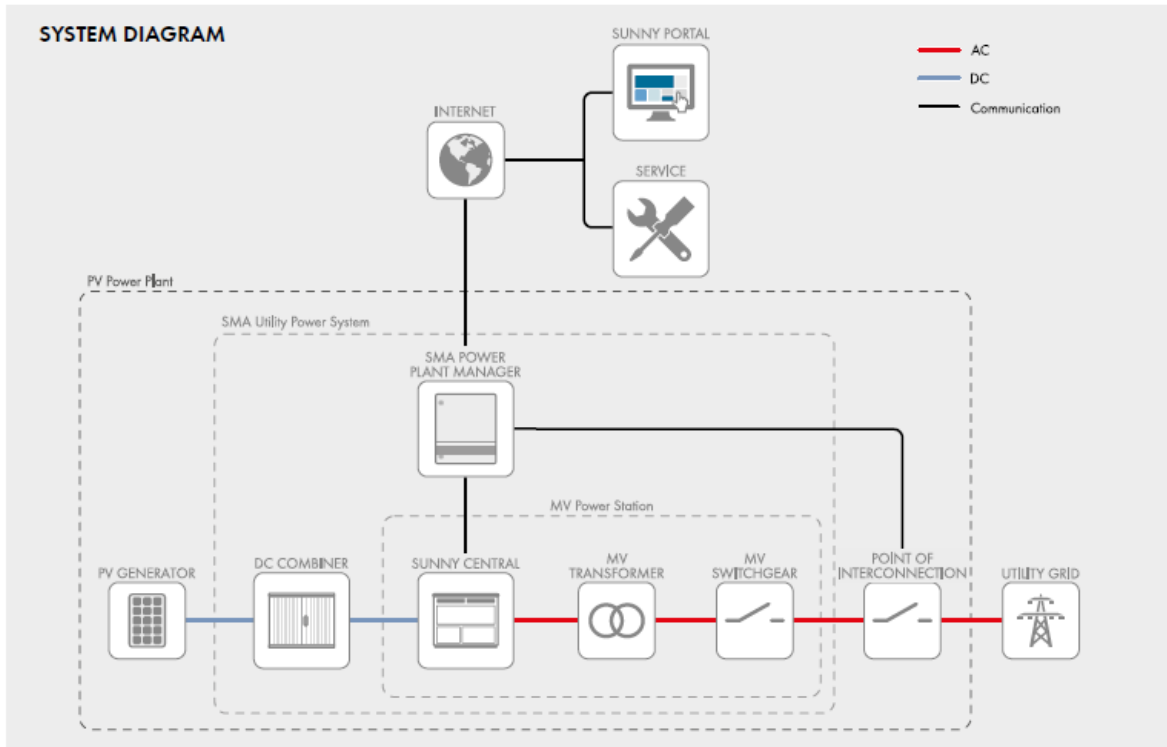 SYSTEM DIAGRAM
SUNNY PORTAL
AC
DC
Communication
INTERNET
SERVICE
PV Power Plant
SMA Utility Power System
SMA POWER
PLANT MANAGER
MV Power Station
PV GENERATOR
DC COMBINER
SUNNY CENTRAL
MV
TRANSFORMER
MV
SWITCHGEAR
POINT OF
INTERCONNECTION
UTILITY GRID